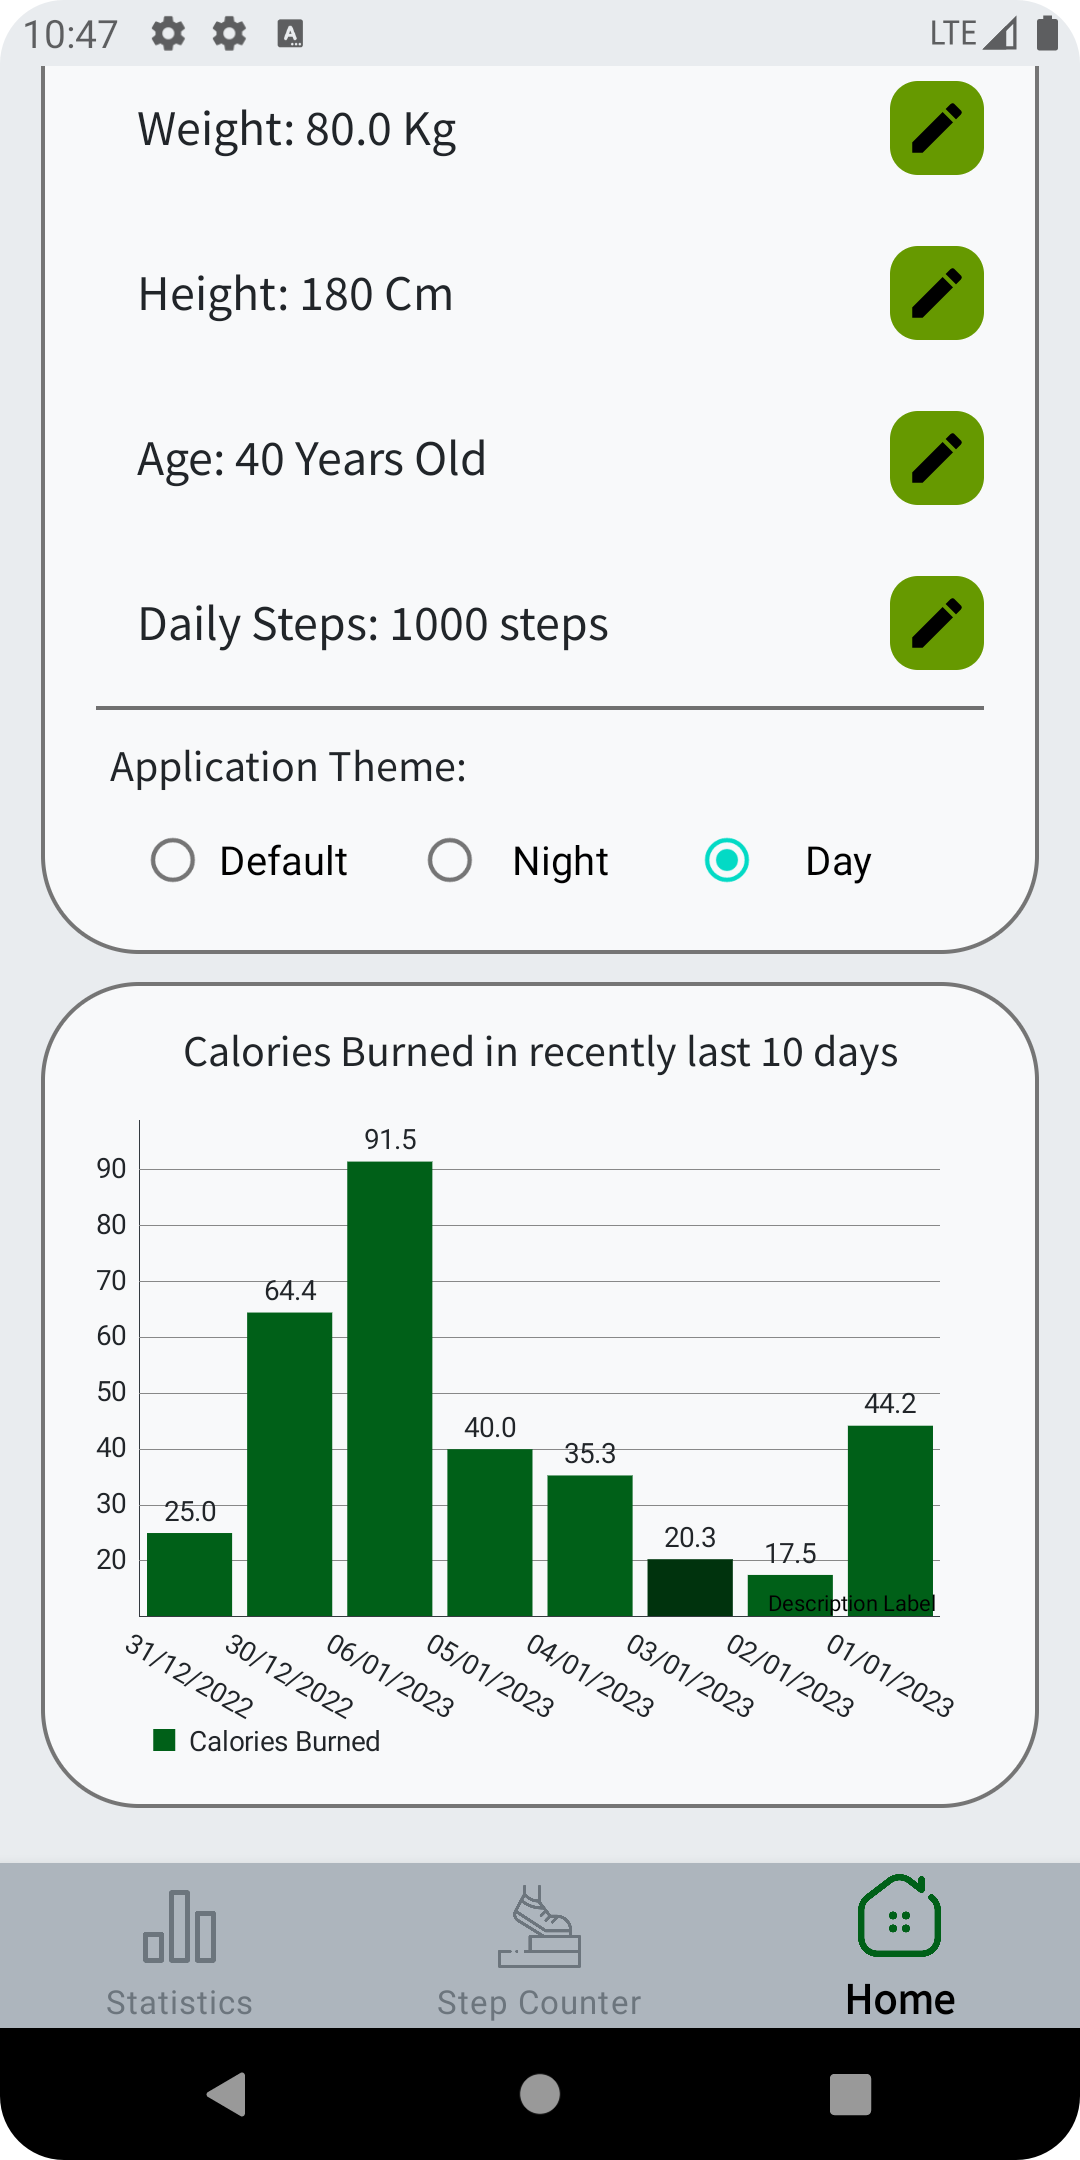 10:47
LTE
Weight: 80.0 Kg
Height: 180 Cm
Age: 40 Years Old
Daily Steps: 1000 steps
Application Theme:
Default Night Day
Calories Burned in recently last 10 days
91.5
90
80
70
64.4
60
50
44.2
40.0
40
35.3
30
25.0
20.3
17.5
20
Description Label
31/12/2022 30/12/2022 06/01/2023 05/01/2023 04/01/2023 03/01/2023 02/01/2023 01/01/2023
Calories Burned
Statistics Step Counter Home